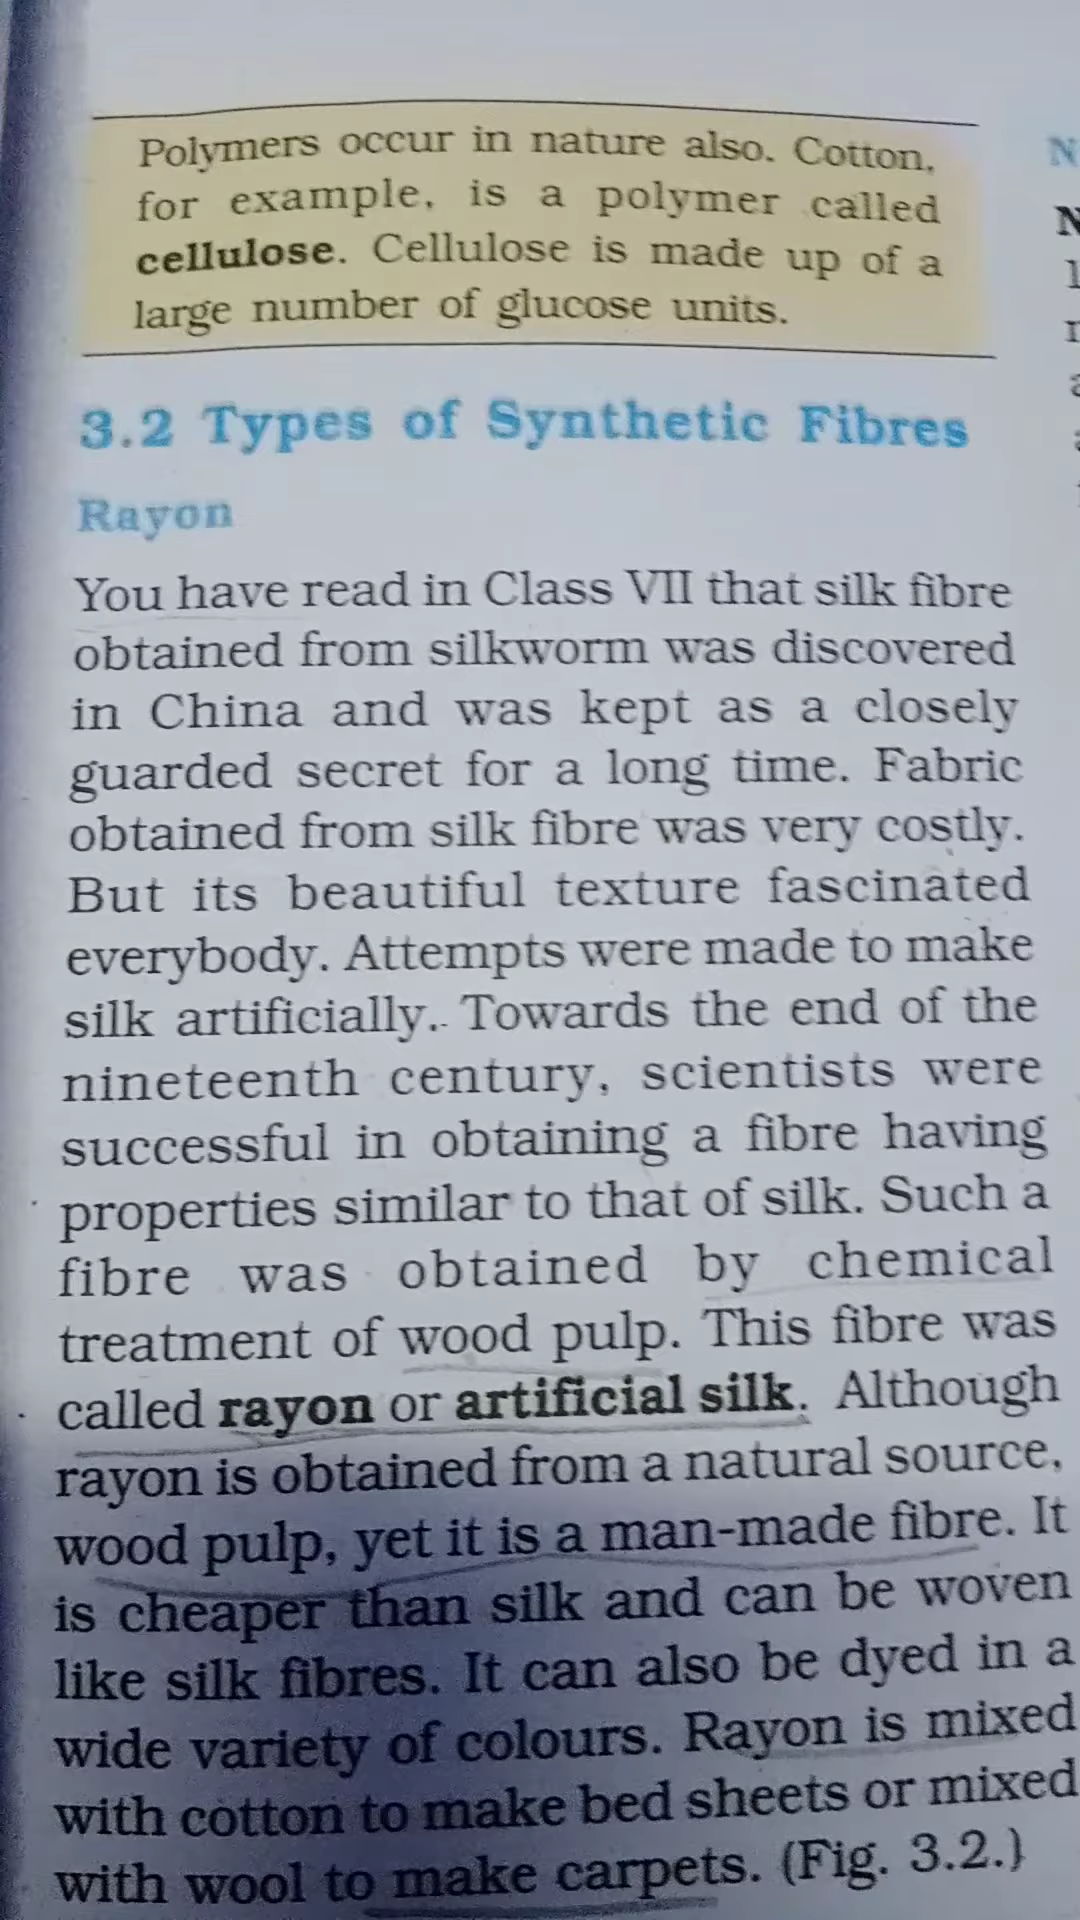 Polymers occur in nature also. Cotton,
for example, is a polymer called
cellulose. Cellulose is made up of a
large number of glucose units.
3.2 Types of Synthetic Fibres
Rayon
You have read in Class VII that silk fibre
obtained from silkworm was discovered
in China and was kept as a closely
guarded secret for a long time. Fabric
obtained from silk fibre was very costly.
But its beautiful texture fascinated
everybody. Attempts were made to make
silk artificially. Towards the end of the
nineteenth century, scientists were
successful in obtaining a fibre having
properties similar to that of silk. Such a
fibre was obtained by chemical
treatment of wood pulp. This fibre was
called rayon or artificial silk. Although
rayon is obtained from a natural source,
wood pulp, yet it is a man-made fibre. It
is cheaper than silk and can be woven
like silk fibres. It can also be dyed in a
wide variety of colours. Rayon is mixed
with cotton to make bed sheets or mixed
with wool to make carpets. (Fig. 3.2.)